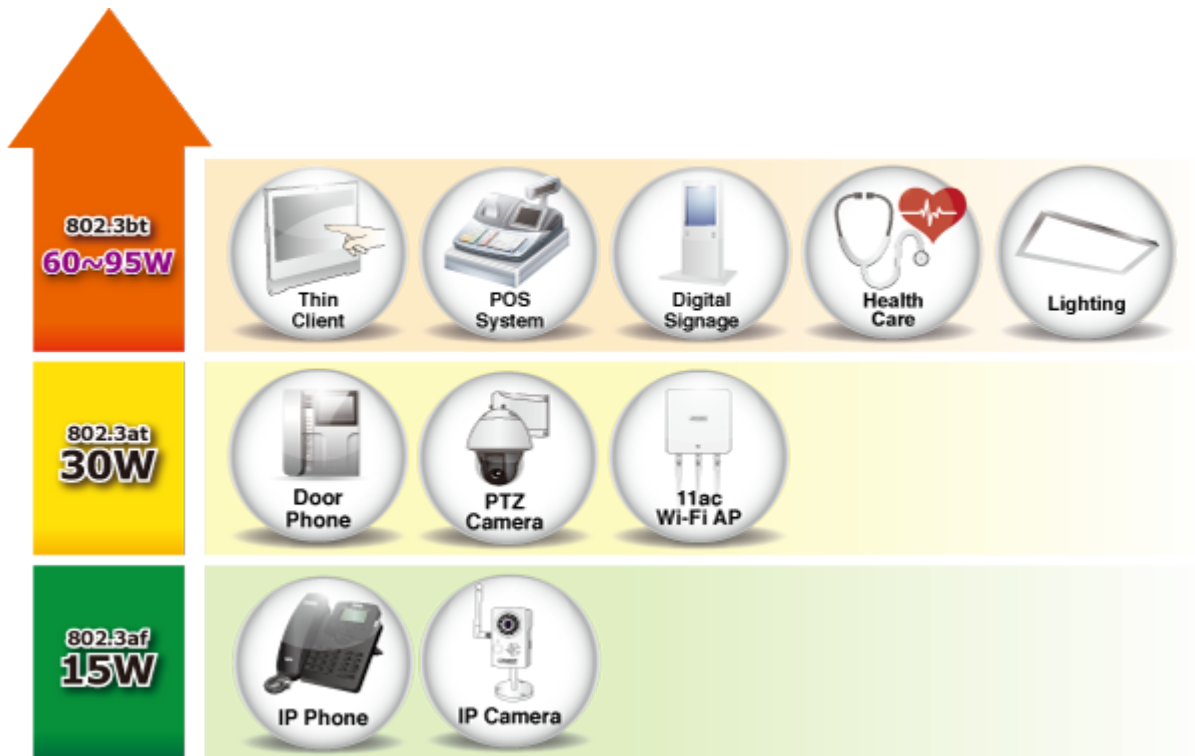 802.3bt
60~95W
Thin
Client
POS
System
Digital
Signage
Health
Care
Lighting
802.3at
30W
Door
Phone
PTZ
Camera
11ac
Wi-Fi AP
802.3af
15W
IP Phone
IP Camera